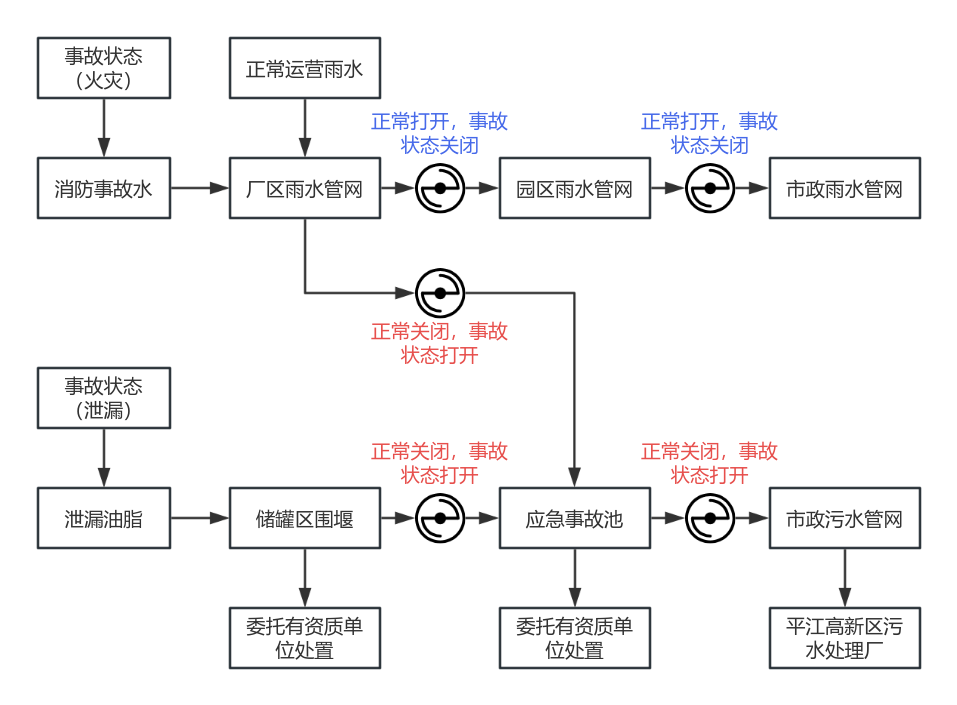 事故状态
（火灾）
正常运营雨水
正常打开，事故
状态关闭
正常打开，事故
状态关闭
消防事故水
厂区雨水管网
园区雨水管网
市政雨水管网
正常关闭，事故
状态打开
事故状态
（泄漏）
正常关闭，事故
状态打开
正常关闭，事故
状态打开
泄漏油脂
储罐区围堰
应急事故池
市政污水管网
委托有资质单
位处置
委托有资质单
位处置
平江高新区污
水处理厂